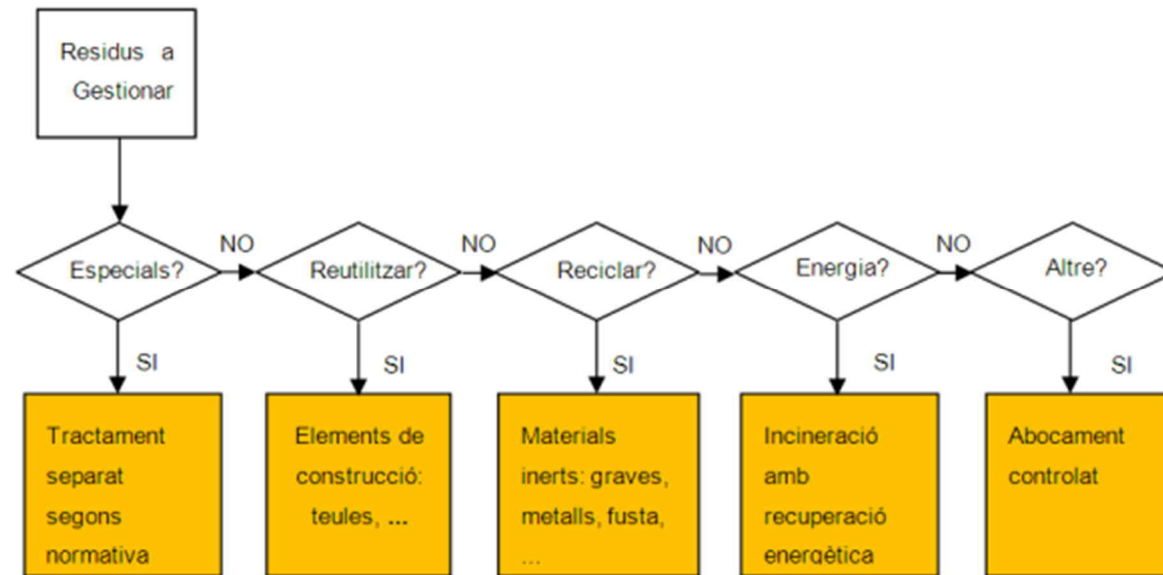 Residus a
Gestionar
NO
NO
NO
NO
Especials?
Reutilitzar?
Reciclar?
Energia?
Altre?
SI
SI
SI
SI
SI
Tractament
separat
segons
normativa
Elements de
construcció:
teules, ...
Materials
inerts: graves,
metalls, fusta,
...
Incineració
amb
recuperació
energètica
Abocament
controlat